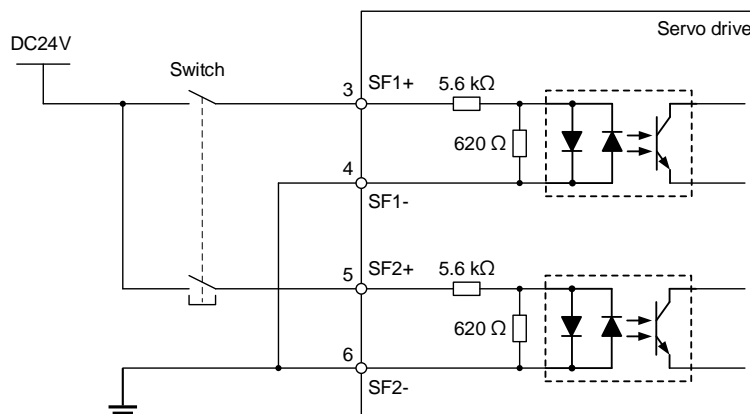 Servo drive
DC24V
Switch
3
SF1+
5.6 kΩ
620 Ω
4
SF1-
5
SF2+
5.6 kΩ
620 Ω
6
SF2-